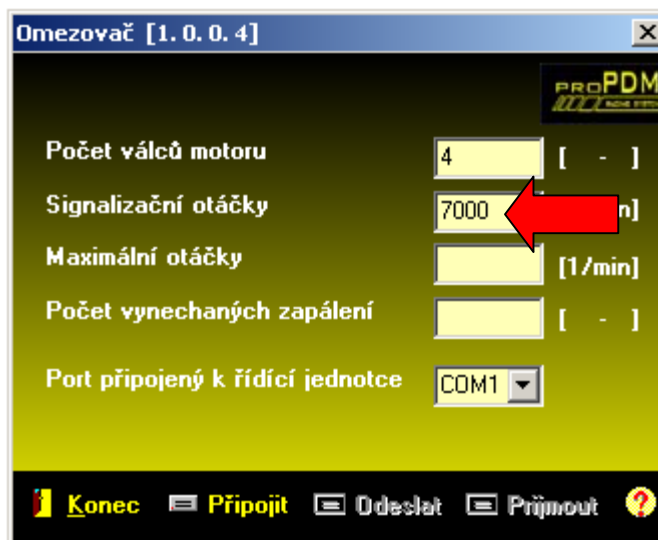 Omezovač [1.0.0.4]
PROPDM
Počet válců motoru 4 [ - ]
Signalizační otáčky 7000 n]
Maximální otáčky [1/min]
Počet vynechaných zapálení [ - ]
Port připojený k řídící jednotce COM1
Konec Připojit Odeslat Prijmout ?